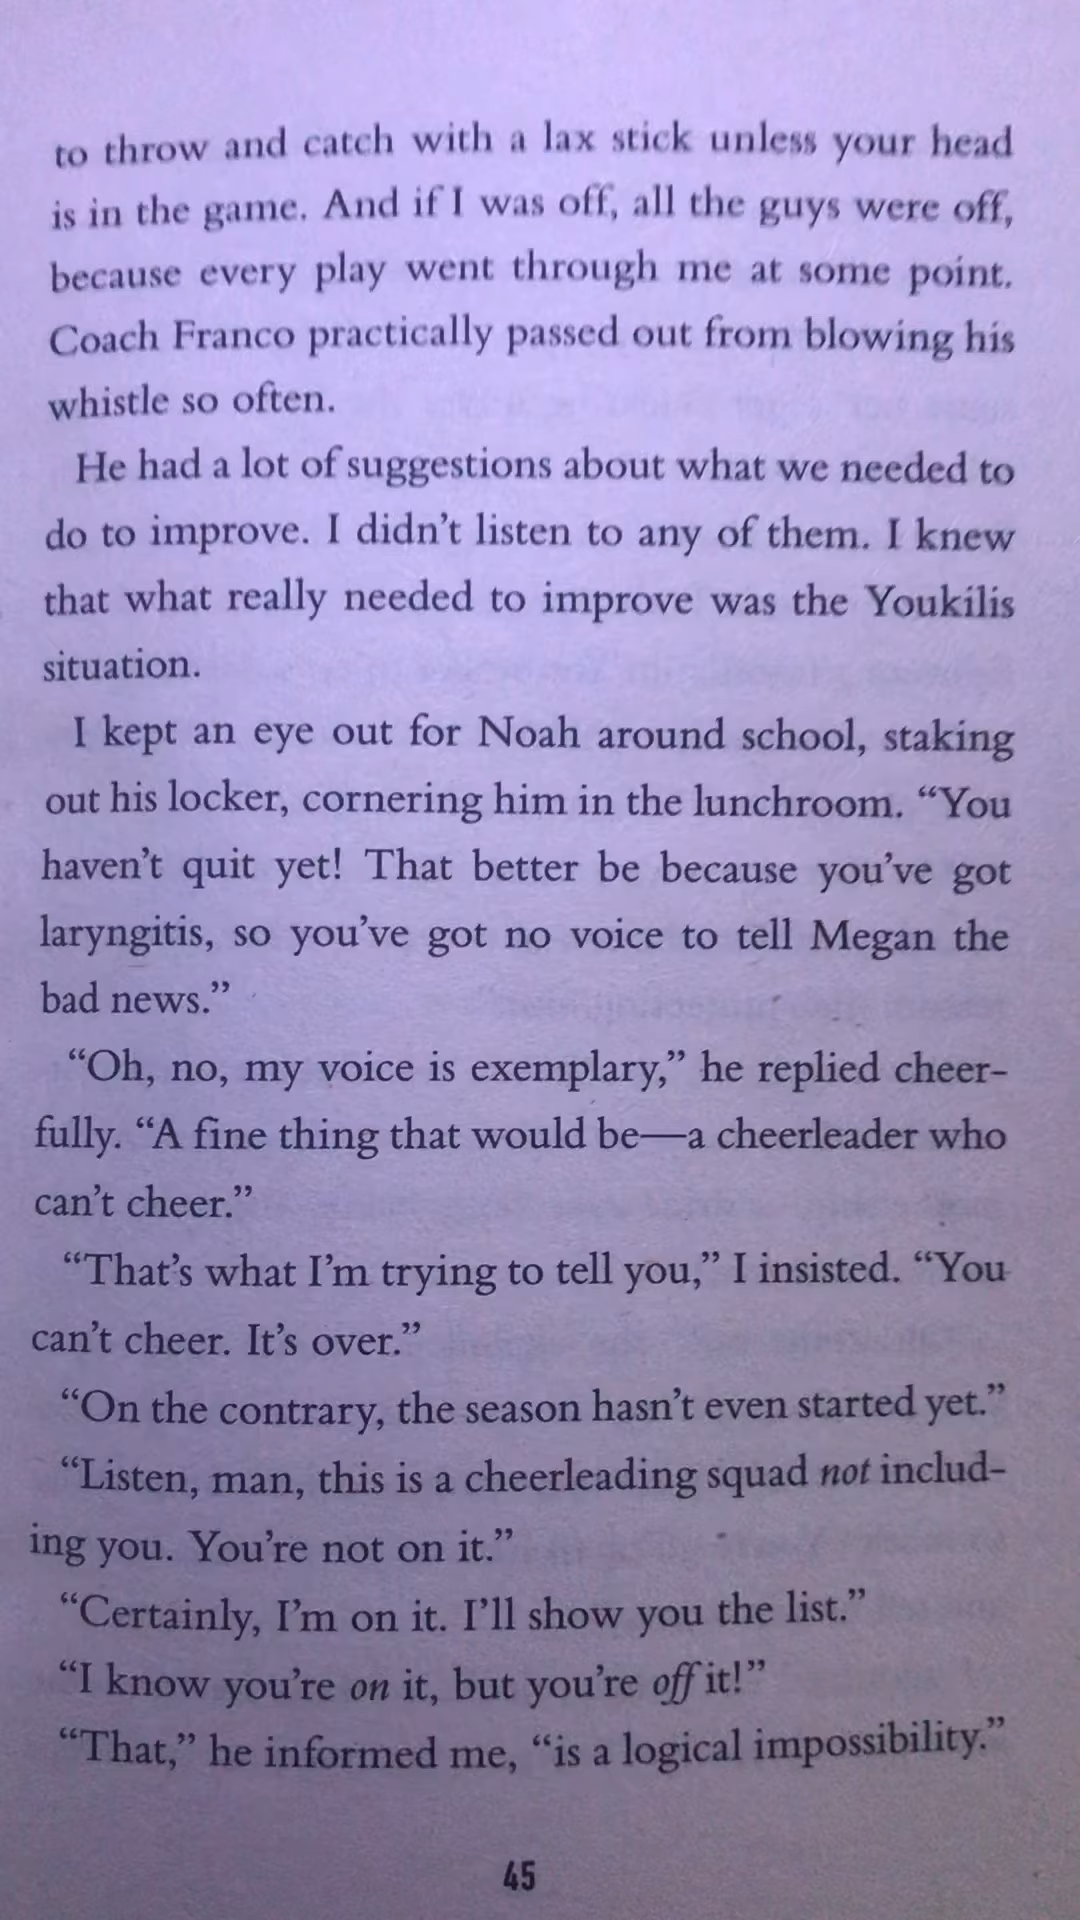 to throw and catch with a lax stick unless your head
is in the game. And if I was off, all the guys were off,
because every play went through me at some point.
Coach Franco practically passed out from blowing his
whistle so often.
He had a lot of suggestions about what we needed to
do to improve. I didn't listen to any of them. I knew
that what really needed to improve was the Youkilis
situation.
I kept an eye out for Noah around school, staking
out his locker, cornering him in the lunchroom. “You
haven't quit yet! That better be because you've got
laryngitis, so you've got no voice to tell Megan the
bad news.”
“Oh, no, my voice is exemplary,” he replied cheer-
fully. “A fine thing that would be—a cheerleader who
can't cheer.”
“That's what I'm trying to tell you,” I insisted. “You
can't cheer. It's over.”
“On the contrary, the season hasn't even started yet.”
“Listen, man, this is a cheerleading squad not includ-
ing you. You're not on it.”
“Certainly, I'm on it. I'll show you the list.”
“I know you're on it, but you're off it!”
“That,” he informed me, “is a logical impossibility.”
45